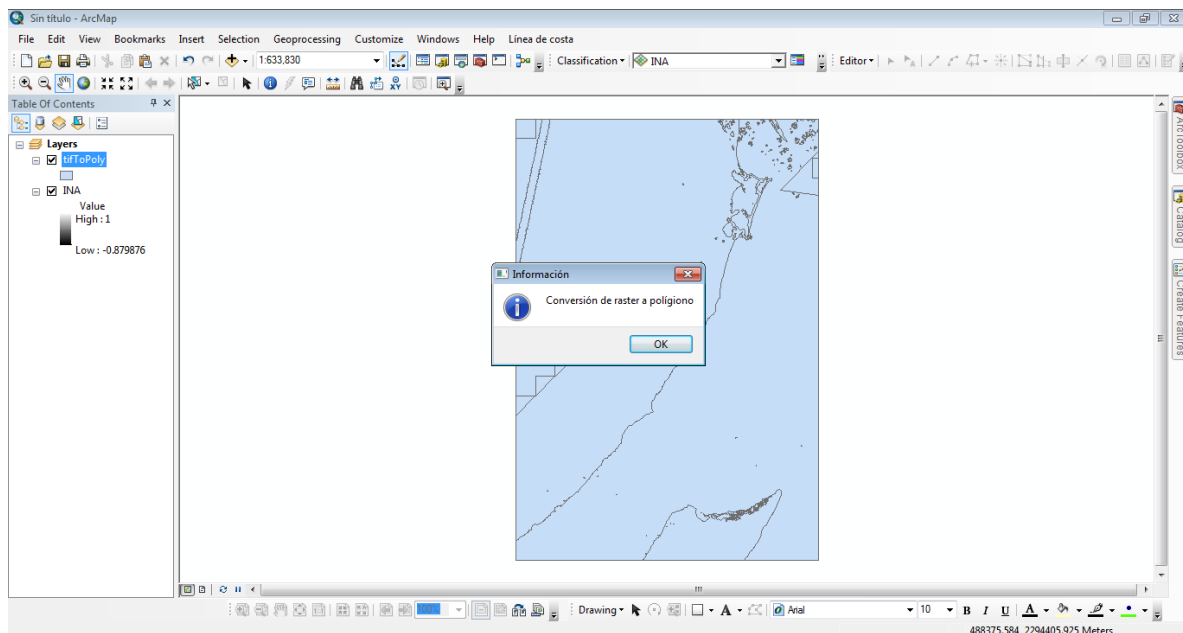 Sin título - ArcMap
File Edit View Bookmarks Insert Selection Geoprocessing Customize Windows Help Línea de costa
1:633,830 Classification INA Editor
Table Of Contents
Layers
tifToPoly
INA
Value
High : 1
Low : -0.879876
Información
Conversión de raster a polígiono
OK
ArcToolbox
Catalog
Create Features
100% Drawing A Arial 10 B I U A
488375.584 2294405.925 Meters